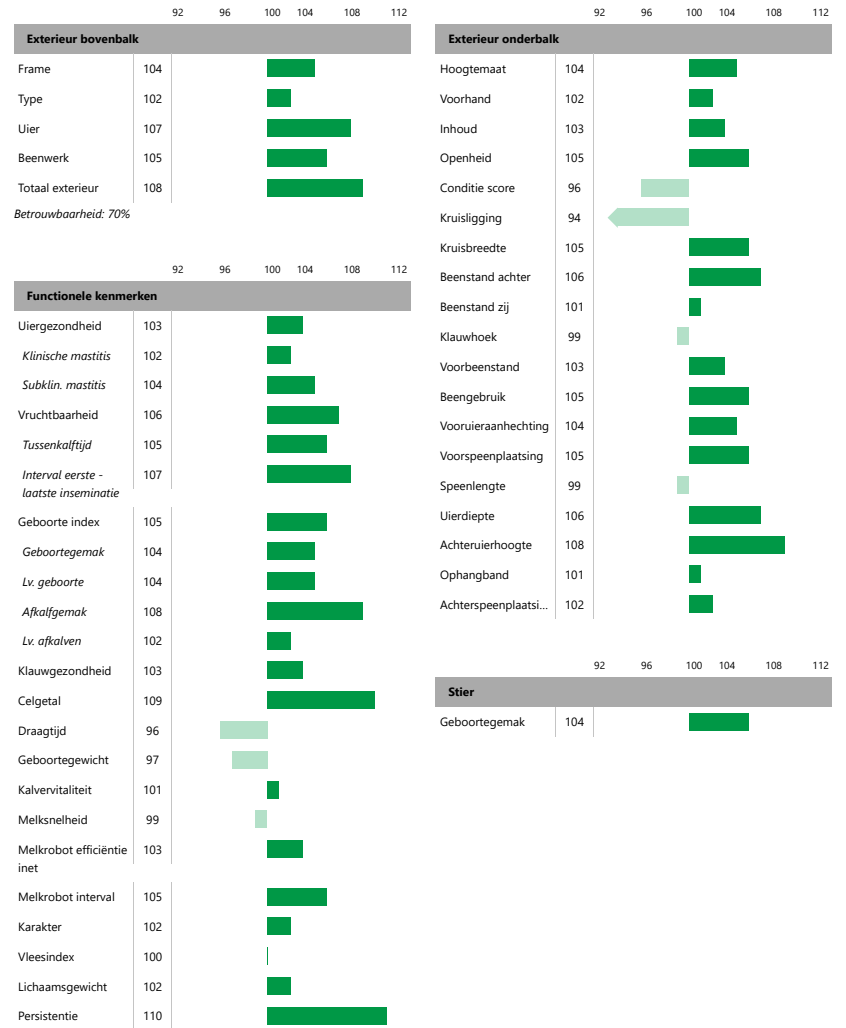 92 96 100 104 108 112
Exterieur bovenbalk
Frame 104
Type 102
Uier 107
Beenwerk 105
Totaal exterieur 108
Betrouwbaarheid: 70%
92 96 100 104 108 112
Functionele kenmerken
Uiergezondheid 103
Klinische mastitis 102
Subklin. mastitis 104
Vruchtbaarheid 106
Tussenkalftijd 105
Interval eerste - 107
laatste inseminatie
Geboorte index 105
Geboortegemak 104
Lv. geboorte 104
Afkalfgemak 108
Lv. afkalven 102
Klauwgezondheid 103
Celgetal 109
Draagtijd 96
Geboortegewicht 97
Kalvervitaliteit 101
Melksnelheid 99
Melkrobot efficiëntie 103
inet
Melkrobot interval 105
Karakter 102
Vleesindex 100
Lichaamsgewicht 102
Persistentie 110
92 96 100 104 108 112
Exterieur onderbalk
Hoogtemaat 104
Voorhand 102
Inhoud 103
Openheid 105
Conditie score 96
Kruisligging 94
Kruisbreedte 105
Beenstand achter 106
Beenstand zij 101
Klauwhoek 99
Voorbeenstand 103
Beengebruik 105
Vooruieraanhechting 104
Voorspeenplaatsing 105
Speenlengte 99
Uierdiepte 106
Achteruierhoogte 108
Ophangband 101
Achterspeenplaatsi... 102
92 96 100 104 108 112
Stier
Geboortegemak 104